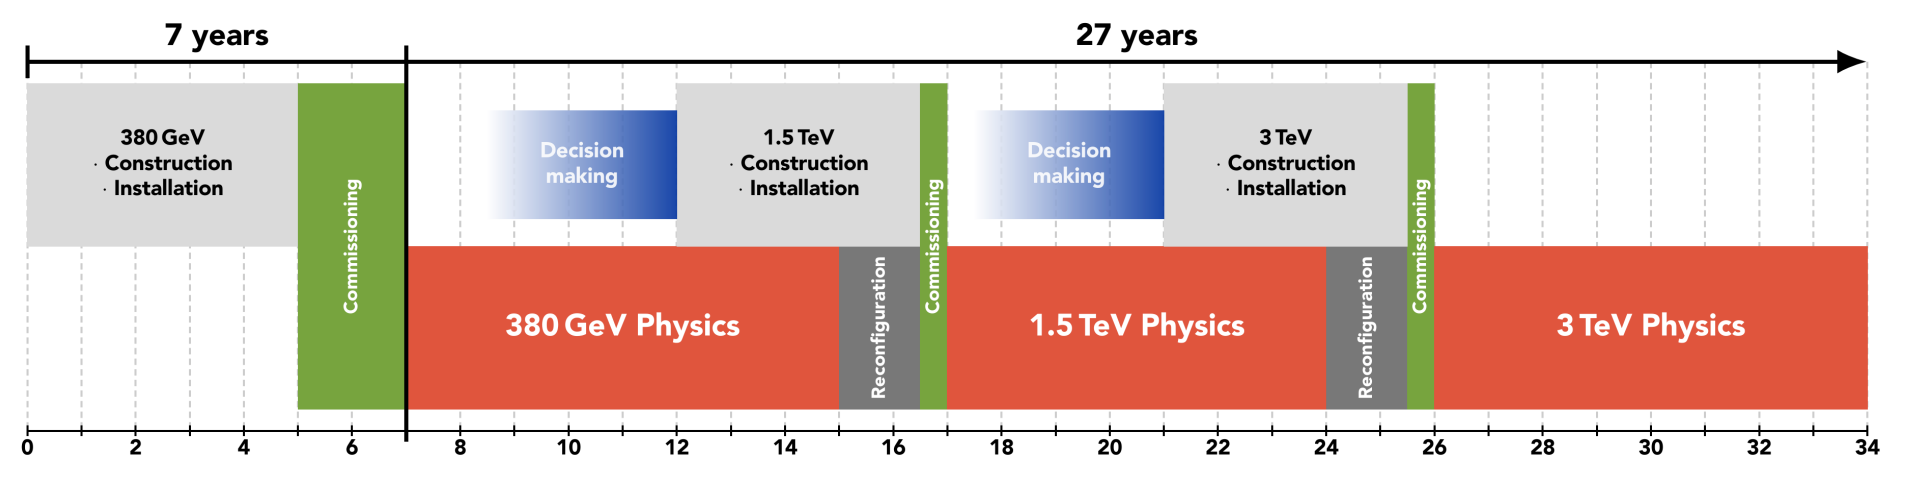 7 years
27 years
380 GeV
· Construction
· Installation
Commissioning
Decision
making
1.5 TeV
· Construction
· Installation
Commissioning
Decision
making
3 TeV
· Construction
· Installation
Commissioning
380 GeV Physics
Reconfiguration
1.5 TeV Physics
Reconfiguration
3 TeV Physics
0 2 4 6 8 10 12 14 16 18 20 22 24 26 28 30 32 34